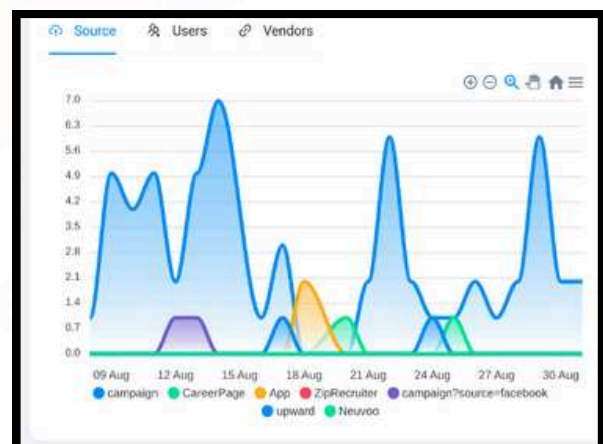 Source Users Vendors
7.0
6.3
5.6
4.9
4.2
3.5
2.8
2.1
1.4
0.7
0.0
09 Aug 12 Aug 15 Aug 18 Aug 21 Aug 24 Aug 27 Aug 30 Aug
campaign CareerPage App ZipRecruiter campaign?source=facebook
upward Neuvoo